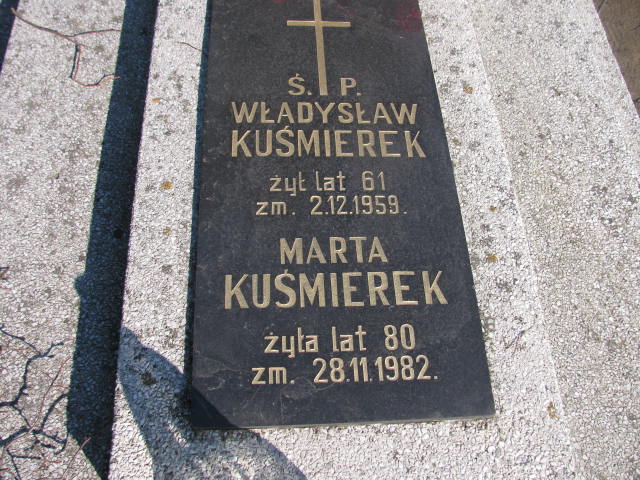 Ś. P.
WŁADYSŁAW
KUŚMIEREK
żył lat 61
zm. 2.12.1959.
MARTA
KUŚMIEREK
żyła lat 80
zm. 28.11.1982.